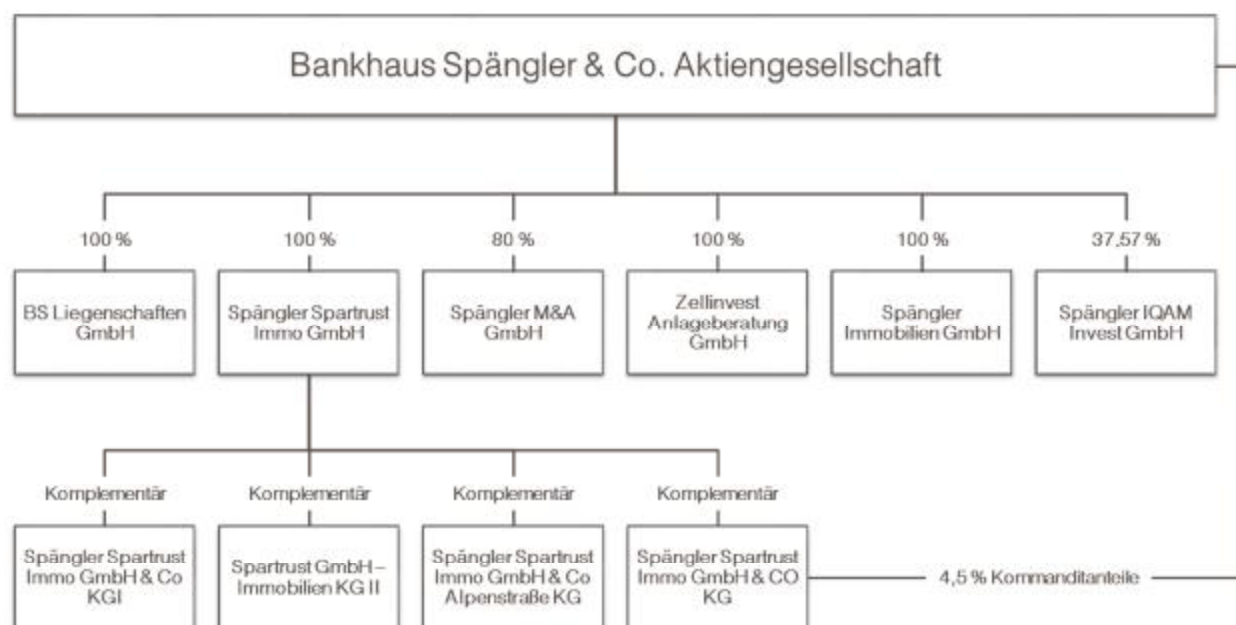 Bankhaus Spängler & Co. Aktiengesellschaft
100 %
100 %
80 %
100 %
100 %
37,57 %
BS Liegenschaften
GmbH
Spängler Spartrust
Immo GmbH
Spängler M&A
GmbH
Zellinvest
Anlageberatung
GmbH
Spängler
Immobilien GmbH
Spängler IQAM
Invest GmbH
Komplementär
Komplementär
Komplementär
Komplementär
Spängler Spartrust
Immo GmbH & Co
KG I
Spartrust GmbH –
Immobilien KG II
Spängler Spartrust
Immo GmbH & Co
Alpenstraße KG
Spängler Spartrust
Immo GmbH & CO
KG
4,5 % Kommanditanteile